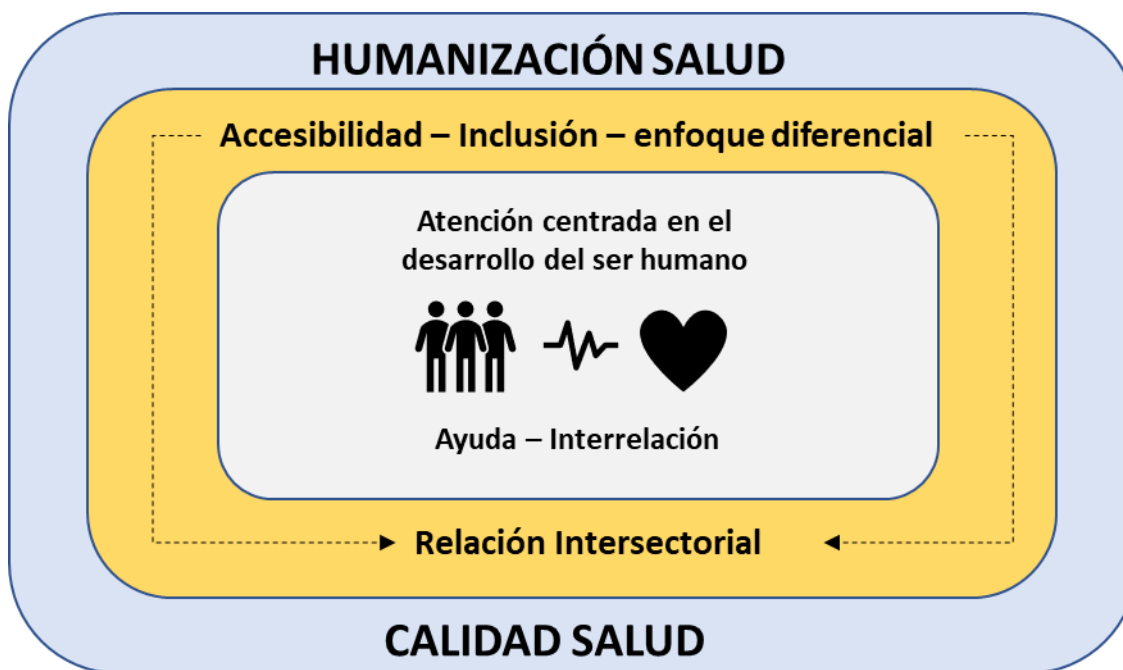 HUMANIZACIÓN SALUD
Accesibilidad – Inclusión – enfoque diferencial
Atención centrada en el
desarrollo del ser humano
Ayuda – Interrelación
Relación Intersectorial
CALIDAD SALUD